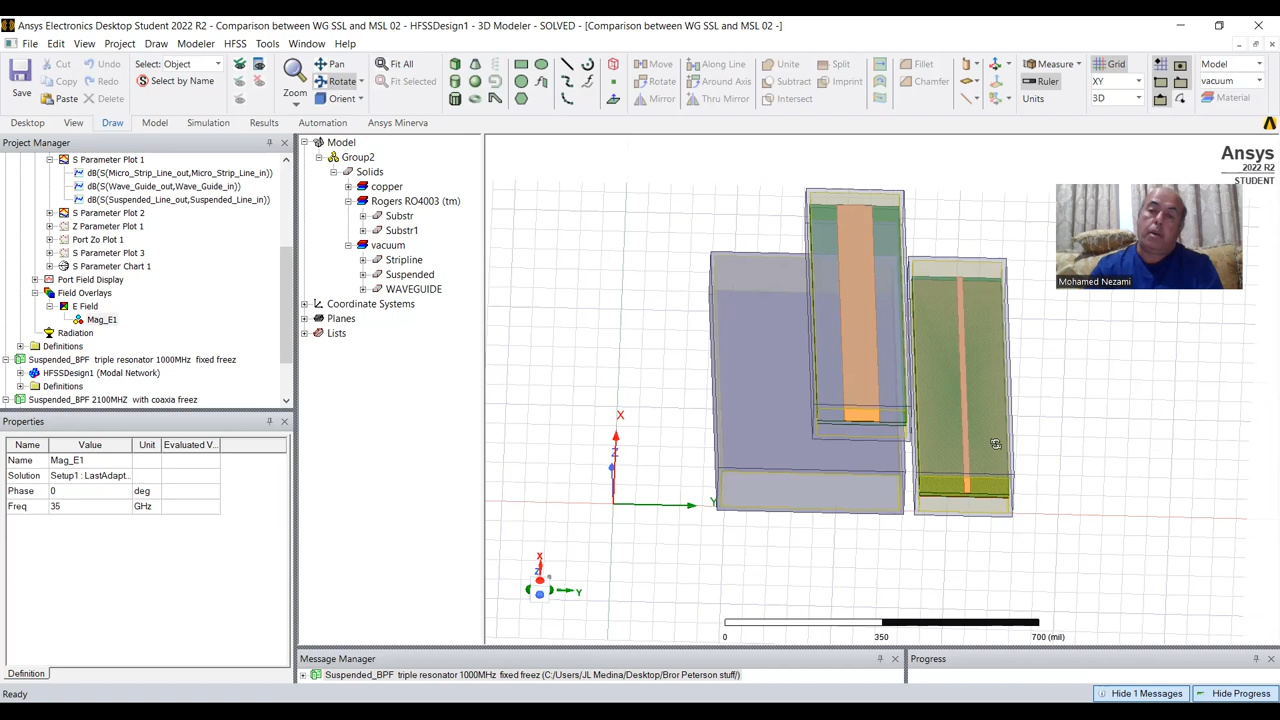 Ansys Electronics Desktop Student 2022 R2 - Comparison between WG SSL and MSL 02 - HFSSDesign1 - 3D Modeler - SOLVED - [Comparison between WG SSL and MSL 02 -]
File Edit View Project Draw Modeler HFSS Tools Window Help
Save
Cut
Undo
Copy
Redo
Paste
Delete
Select: Object
Select by Name
Zoom
Pan
Rotate
Orient
Fit All
Fit Selected
Move
Along Line
Rotate
Around Axis
Mirror
Thru Mirror
Unite
Split
Subtract
Imprint
Intersect
Fillet
Chamfer
Measure
Ruler
Units
Grid
XY
3D
Model
vacuum
Material
Desktop View Draw Model Simulation Results Automation Ansys Minerva
Project Manager
S Parameter Plot 1
dB(S(Micro_Strip_Line_out,Micro_Strip_Line_in))
dB(S(Wave_Guide_out,Wave_Guide_in))
dB(S(Suspended_Line_out,Suspended_Line_in))
S Parameter Plot 2
Z Parameter Plot 1
Port Zo Plot 1
S Parameter Plot 3
S Parameter Chart 1
Port Field Display
Field Overlays
E Field
Mag_E1
Radiation
Definitions
Suspended_BPF triple resonator 1000MHz fixed freez
HFSSDesign1 (Modal Network)
Definitions
Suspended_BPF 2100MHZ with coaxia freez
Properties
Name Value Unit Evaluated V...
Name Mag_E1
Solution Setup1 : LastAdapt...
Phase 0 deg
Freq 35 GHz
Definition
Model
Group2
Solids
copper
Rogers RO4003 (tm)
Substr
Substr1
vacuum
Stripline
Suspended
WAVEGUIDE
Coordinate Systems
Planes
Lists
Ansys
2022 R2
STUDENT
Mohamed Nezami
X
Z
Y
X
Z
Y
0 350 700 (mil)
Message Manager
Suspended_BPF triple resonator 1000MHz fixed freez (C:/Users/JL Medina/Desktop/Bror Peterson stuff/)
Progress
Ready
Hide 1 Messages
Hide Progress